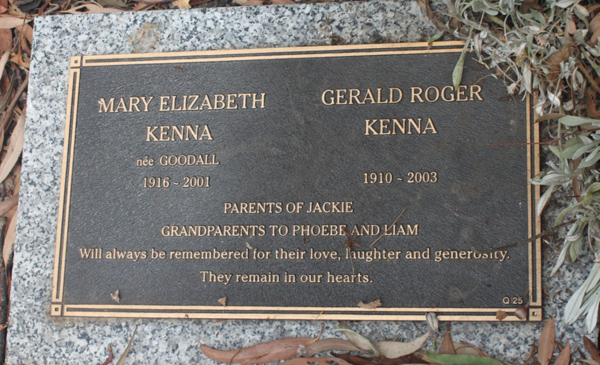 MARY ELIZABETH
KENNA
née GOODALL
1916 - 2001
GERALD ROGER
KENNA
1910 - 2003
PARENTS OF JACKIE
GRANDPARENTS TO PHOEBE AND LIAM
Will always be remembered for their love, laughter and generosity.
They remain in our hearts.
Q 25